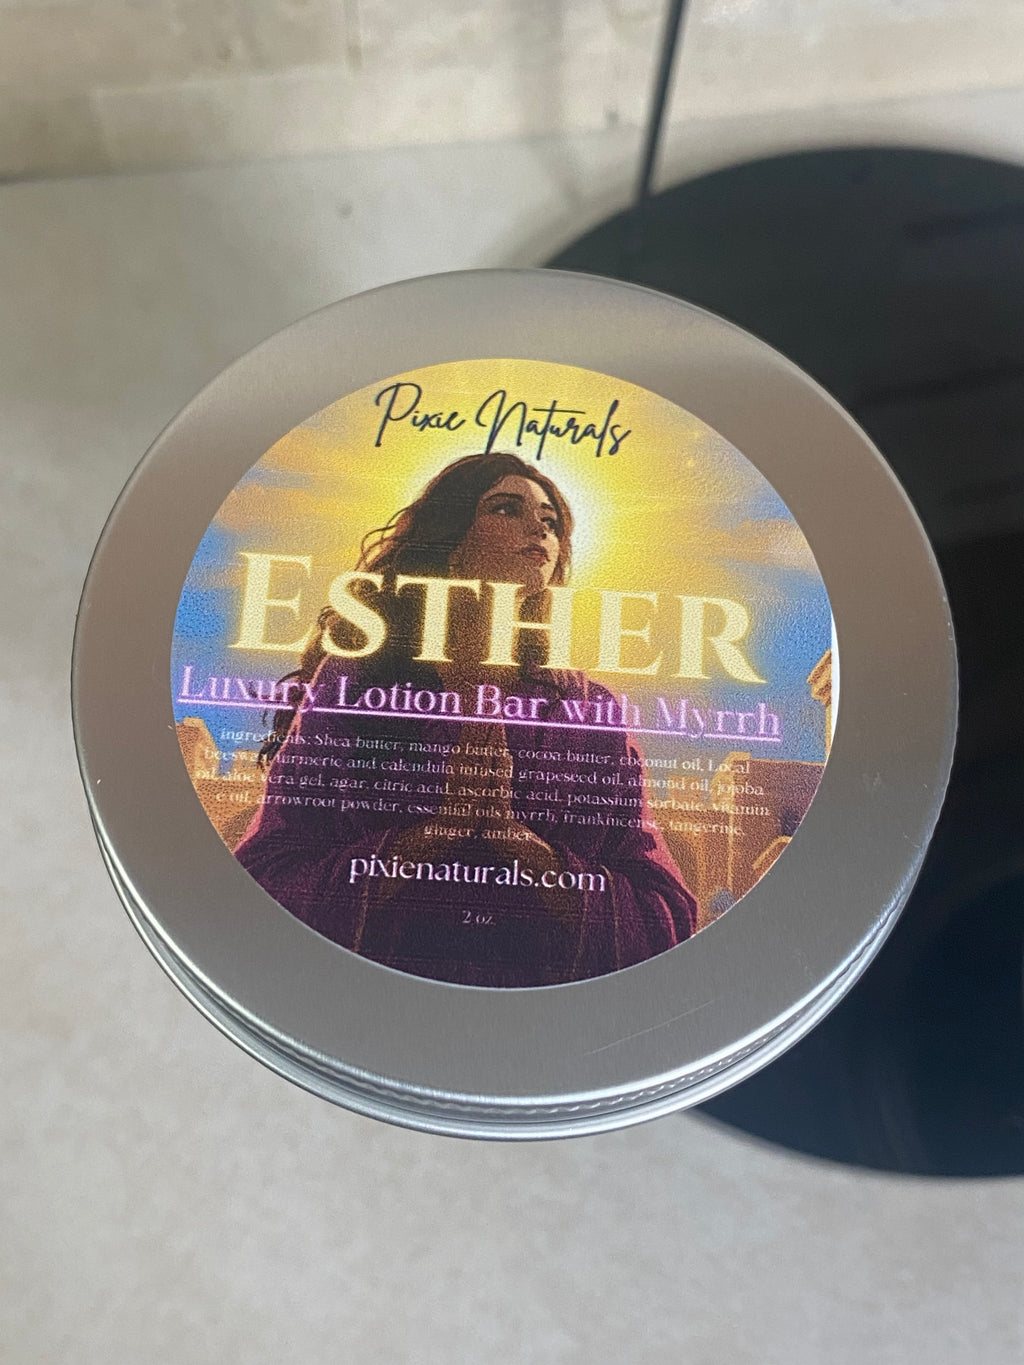 Pixie Naturals
ESTHER
Luxury Lotion Bar with Myrrh
ingredients: Shea butter, mango butter, cocoa butter, coconut oil, Local
beeswax, turmeric and calendula infused grapeseed oil, almond oil, jojoba
oil, aloe vera gel, agar, citric acid, ascorbic acid, potassium sorbate, vitamin
e oil, arrowroot powder, essential oils myrrh, frankincense, tangerine,
ginger, amber
pixienaturals.com
2 oz.